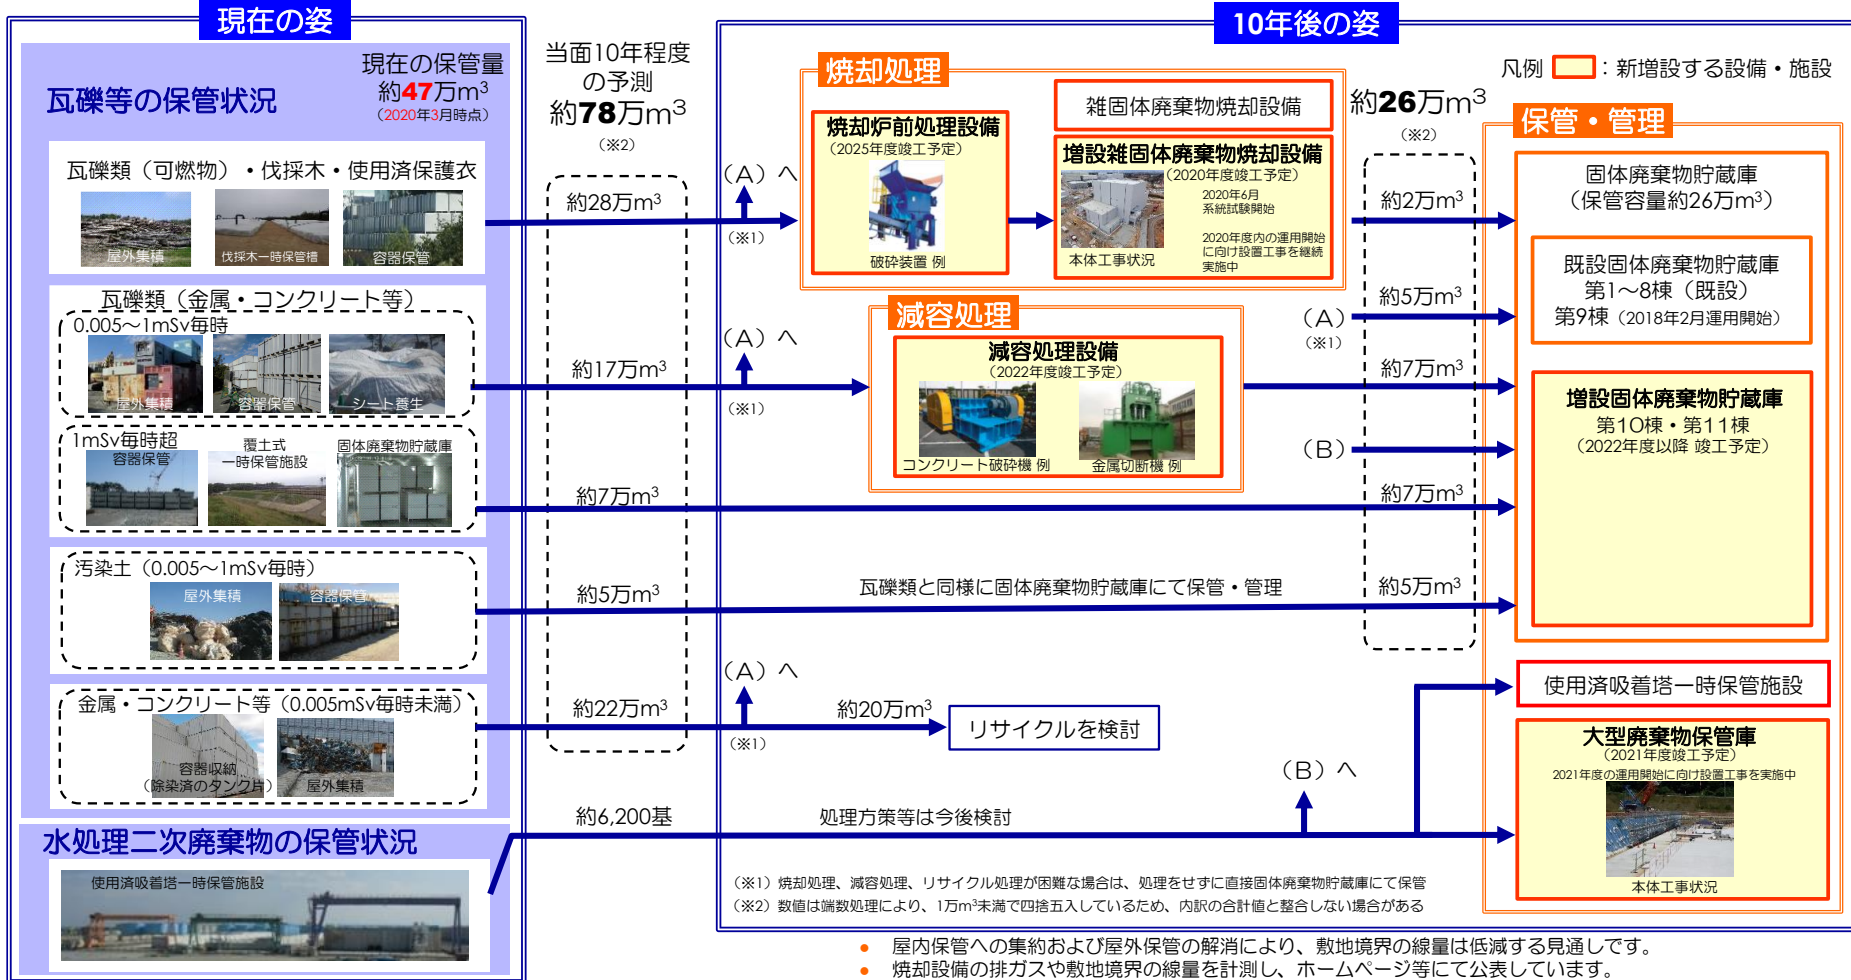 現在の姿
瓦礫等の保管状況
現在の保管量
約47万m³
(2020年3月時点)
瓦礫類（可燃物）・伐採木・使用済保護衣
屋外集積
伐採木一時保管槽
容器保管
瓦礫類（金属・コンクリート等）
0.005～1mSv毎時
屋外集積
容器保管
シート養生
1mSv毎時超
容器保管
覆土式
一時保管施設
固体廃棄物貯蔵庫
汚染土（0.005～1mSv毎時）
屋外集積
容器保管
金属・コンクリート等（0.005mSv毎時未満）
容器収納
（除染済のタンク片）
屋外集積
水処理二次廃棄物の保管状況
使用済吸着塔一時保管施設
当面10年程度
の予測
約78万m³
（※2）
約28万m³
約17万m³
約7万m³
約5万m³
約22万m³
約6,200基
10年後の姿
凡例 ：新増設する設備・施設
（A）へ
（※1）
焼却処理
焼却炉前処理設備
（2025年度竣工予定）
破砕装置 例
雑固体廃棄物焼却設備
増設雑固体廃棄物焼却設備
（2020年度竣工予定）
2020年6月
系統試験開始
2020年度内の運用開始
に向け設置工事を継続
実施中
本体工事状況
（A）へ
（※1）
減容処理
減容処理設備
（2022年度竣工予定）
コンクリート破砕機 例
金属切断機 例
瓦礫類と同様に固体廃棄物貯蔵庫にて保管・管理
（A）へ
（※1）
約20万m³
リサイクルを検討
処理方策等は今後検討
（B）へ
約26万m³
（※2）
約2万m³
約5万m³
（A）
（※1）
約7万m³
（B）
約7万m³
約5万m³
保管・管理
固体廃棄物貯蔵庫
（保管容量約26万m³）
既設固体廃棄物貯蔵庫
第1～8棟（既設）
第9棟（2018年2月運用開始）
増設固体廃棄物貯蔵庫
第10棟・第11棟
（2022年度以降 竣工予定）
使用済吸着塔一時保管施設
大型廃棄物保管庫
（2021年度竣工予定）
2021年度の運用開始に向け設置工事を実施中
本体工事状況
（※1）焼却処理、減容処理、リサイクル処理が困難な場合は、処理をせずに直接固体廃棄物貯蔵庫にて保管
（※2）数値は端数処理により、1万m³未満で四捨五入しているため、内訳の合計値と整合しない場合がある
• 屋内保管への集約および屋外保管の解消により、敷地境界の線量は低減する見通しです。
• 焼却設備の排ガスや敷地境界の線量を計測し、ホームページ等にて公表しています。